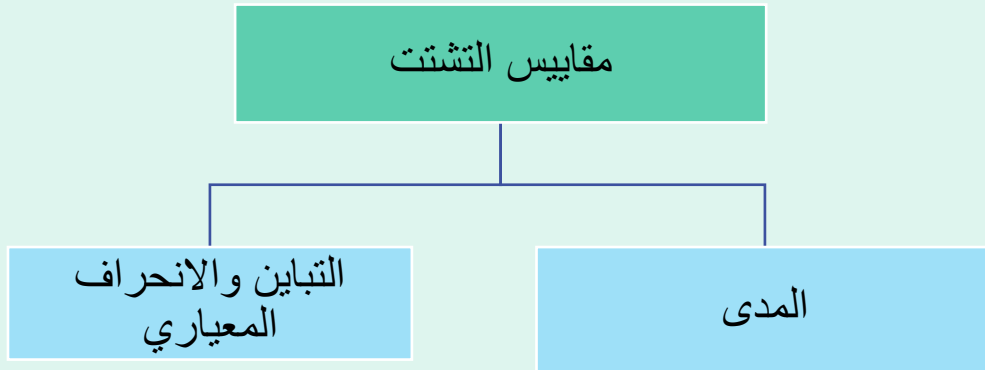 مقاييس التشتت
المدى
التباين والانحراف
المعياري